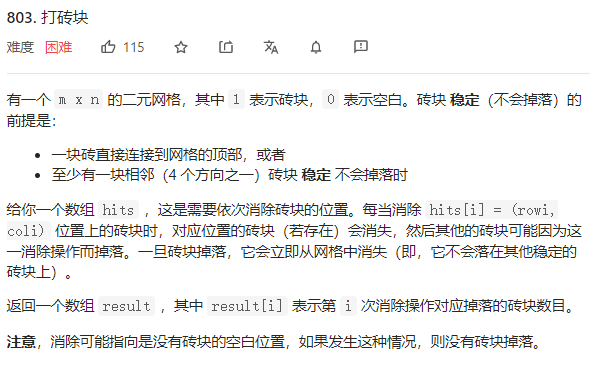 803. 打砖块
难度 困难 115
有一个 m x n 的二元网格，其中 1 表示砖块，0 表示空白。砖块 稳定（不会掉落）的
前提是：
• 一块砖直接连接到网格的顶部，或者
• 至少有一块相邻（4 个方向之一）砖块 稳定 不会掉落时
给你一个数组 hits ，这是需要依次消除砖块的位置。每当消除 hits[i] = (rowi,
coli) 位置上的砖块时，对应位置的砖块（若存在）会消失，然后其他的砖块可能因为这
一消除操作而掉落。一旦砖块掉落，它会立即从网格中消失（即，它不会落在其他稳定的
砖块上）。
返回一个数组 result ，其中 result[i] 表示第 i 次消除操作对应掉落的砖块数目。
注意，消除可能指向是没有砖块的空白位置，如果发生这种情况，则没有砖块掉落。